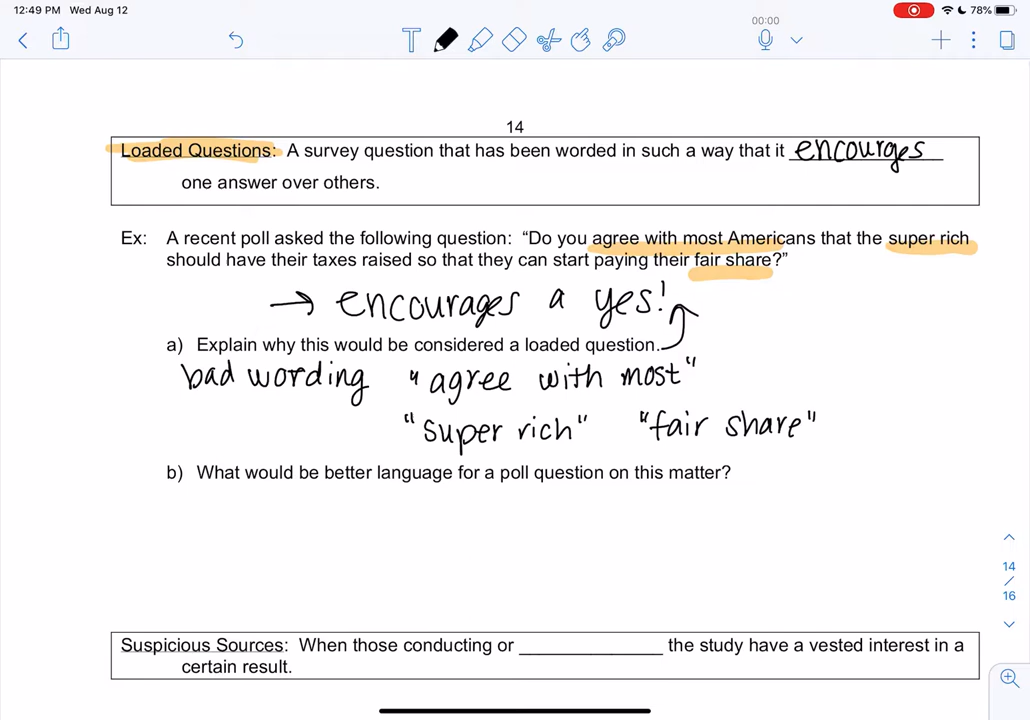 12:49 PM Wed Aug 12
78%
00:00
14
Loaded Questions: A survey question that has been worded in such a way that it encourages
one answer over others.
Ex: A recent poll asked the following question: “Do you agree with most Americans that the super rich
should have their taxes raised so that they can start paying their fair share?”
→ encourages a yes!
a) Explain why this would be considered a loaded question.
bad wording "agree with most"
"super rich" "fair share"
b) What would be better language for a poll question on this matter?
14
/
16
Suspicious Sources: When those conducting or ______________ the study have a vested interest in a
certain result.